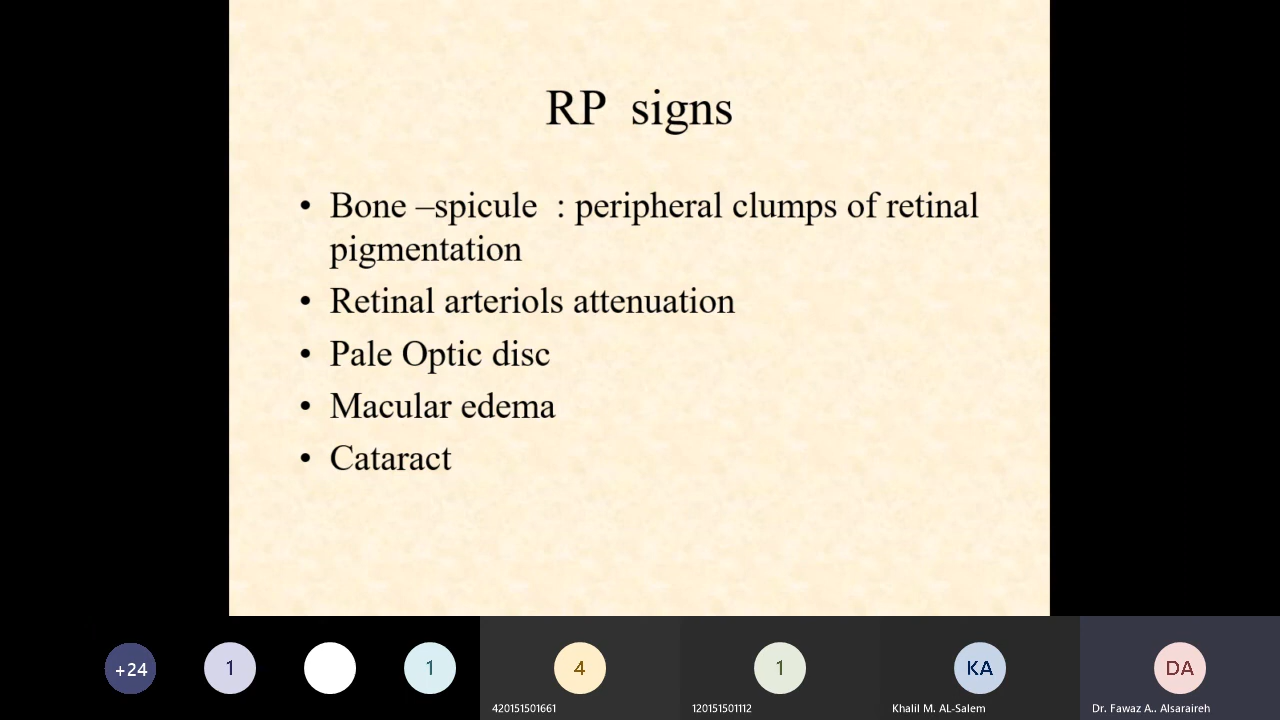 RP signs
• Bone –spicule : peripheral clumps of retinal
pigmentation
• Retinal arteriols attenuation
• Pale Optic disc
• Macular edema
• Cataract
+24
1
1
4
1
KA
DA
420151501661
120151501112
Khalil M. AL-Salem
Dr. Fawaz A.. Alsaraireh